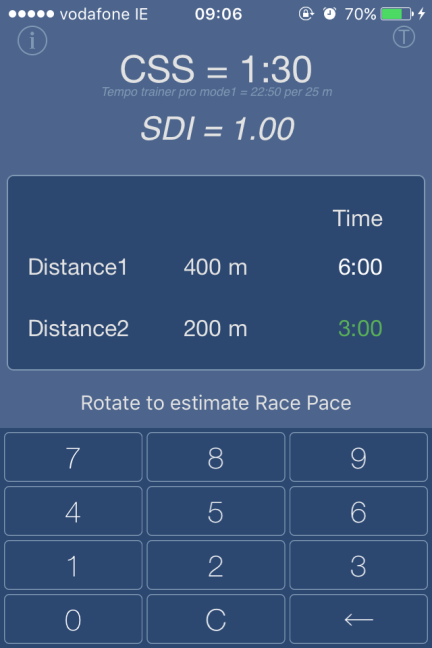 vodafone IE 09:06 70%
i T
CSS = 1:30
Tempo trainer pro mode1 = 22:50 per 25 m
SDI = 1.00
Time
Distance1 400 m 6:00
Distance2 200 m 3:00
Rotate to estimate Race Pace
7 8 9
4 5 6
1 2 3
0 C ←